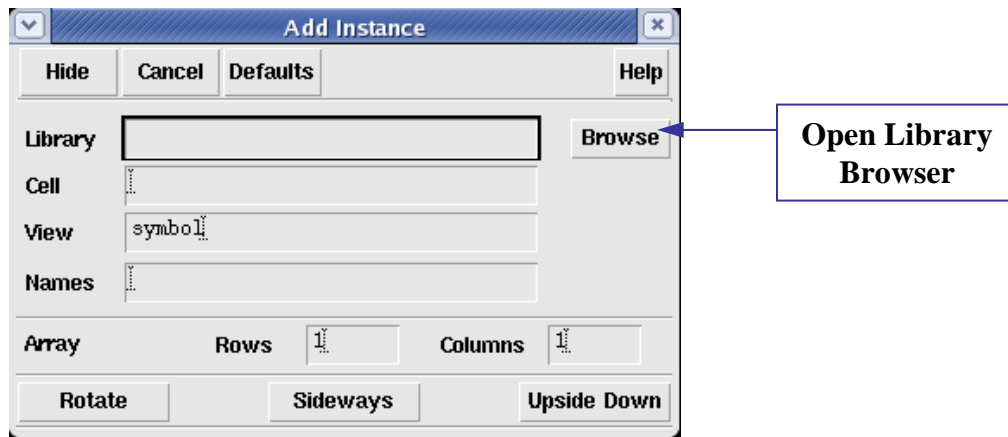 Add Instance
Hide Cancel Defaults Help
Library Browse
Open Library
Browser
Cell
View symbol
Names
Array Rows 1 Columns 1
Rotate Sideways Upside Down